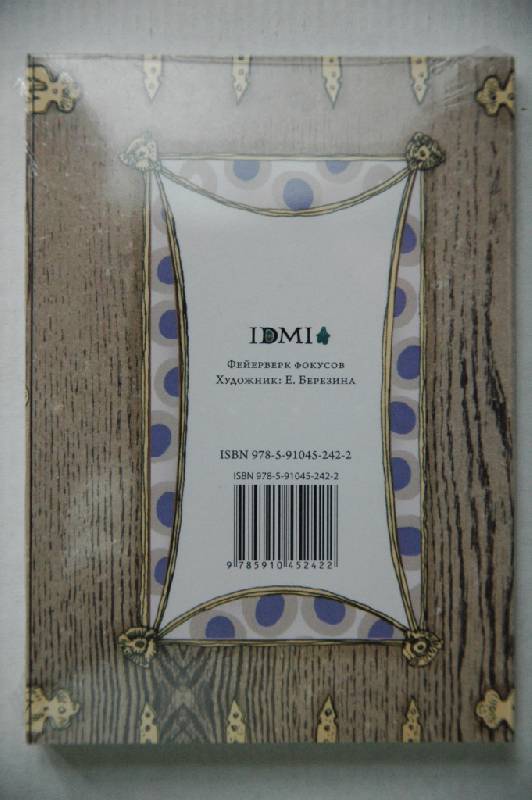 IDMI
Фейерверк фокусов
Художник: Е. Березина
ISBN 978-5-91045-242-2
ISBN 978-5-91045-242-2
9 785910 452422